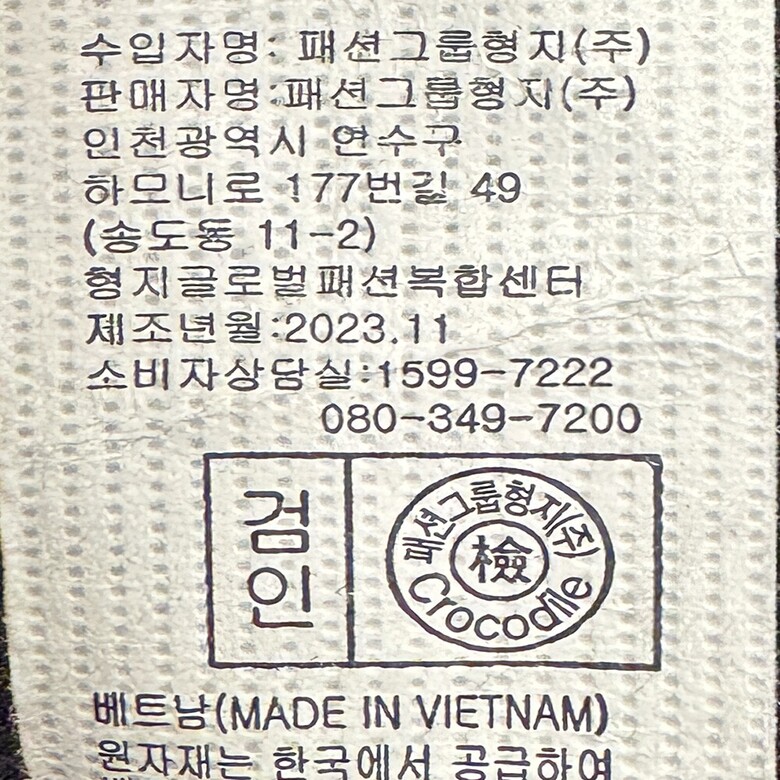 수입자명: 패션그룹형지(주)
판매자명:패션그룹형지(주)
인천광역시 연수구
하모니로 177번길 49
(송도동 11-2)
형지글로벌패션복합센터
제조년월:2023.11
소비자상담실:1599-7222
080-349-7200
검
인
패션그룹형지(주)
檢
Crocodile
베트남(MADE IN VIETNAM)
원자재는 한국에서 공급하여